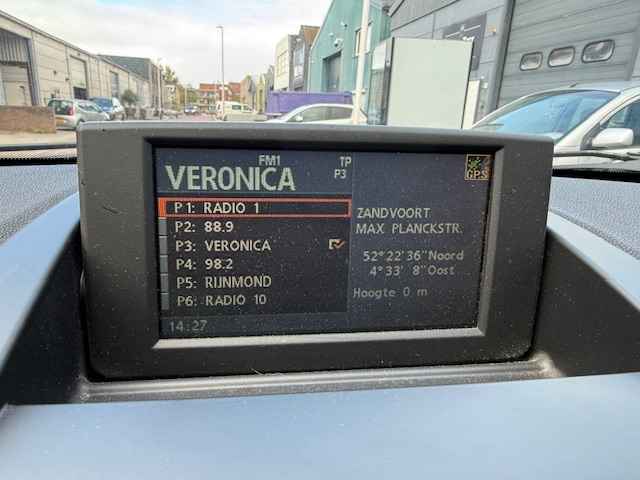 FM1 TP
VERONICA P3
GPS
P1: RADIO 1
P2: 88.9
P3: VERONICA
P4: 98.2
P5: RIJNMOND
P6: RADIO 10
14:27
ZANDVOORT
MAX PLANCKSTR.
52°22'36"Noord
4°33' 8"Oost
Hoogte 0 m